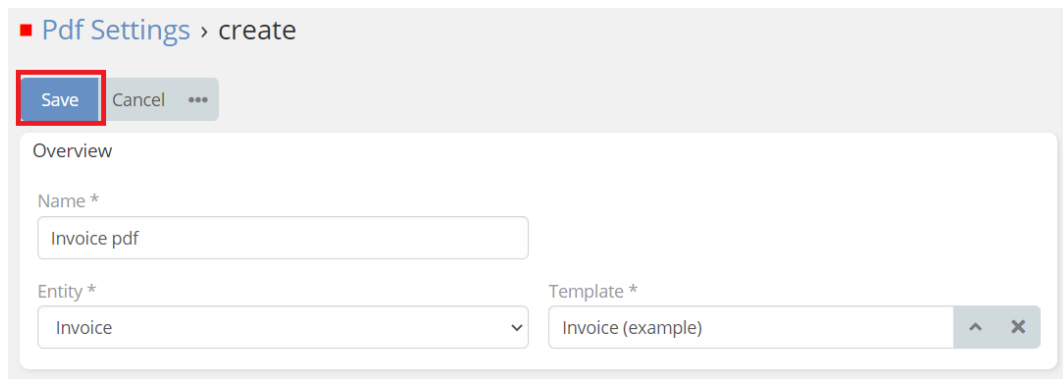 Pdf Settings › create
Save Cancel •••
Overview
Name *
Invoice pdf
Entity * Template *
Invoice Invoice (example)